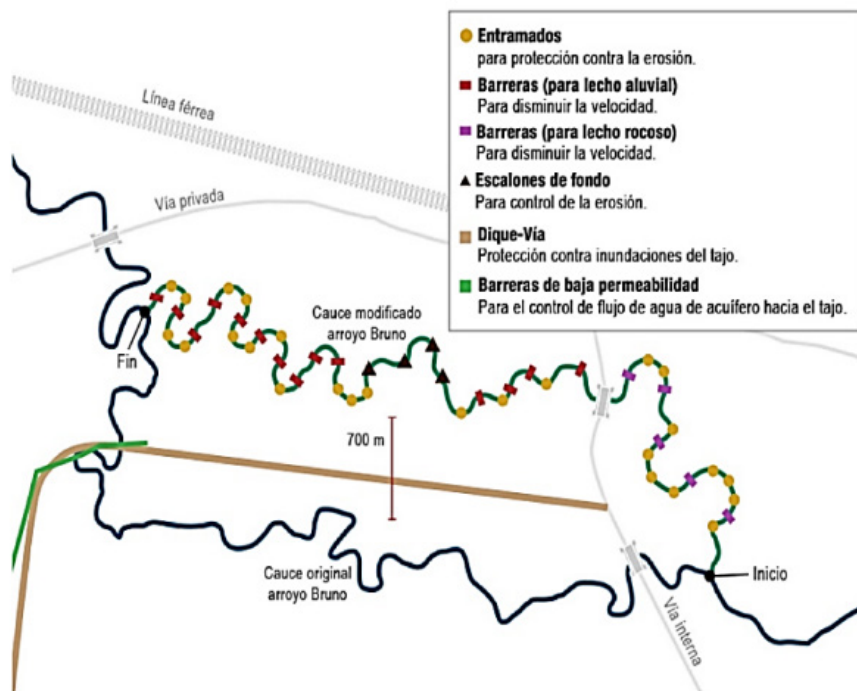 Entramados
para protección contra la erosión.
Barreras (para lecho aluvial)
Para disminuir la velocidad.
Barreras (para lecho rocoso)
Para disminuir la velocidad.
Escalones de fondo
Para control de la erosión.
Dique-Vía
Protección contra inundaciones del tajo.
Barreras de baja permeabilidad
Para el control de flujo de agua de acuífero hacia el tajo.
Línea férrea
Vía privada
Cauce modificado
arroyo Bruno
Fin
700 m
Cauce original
arroyo Bruno
Inicio
Vía interna